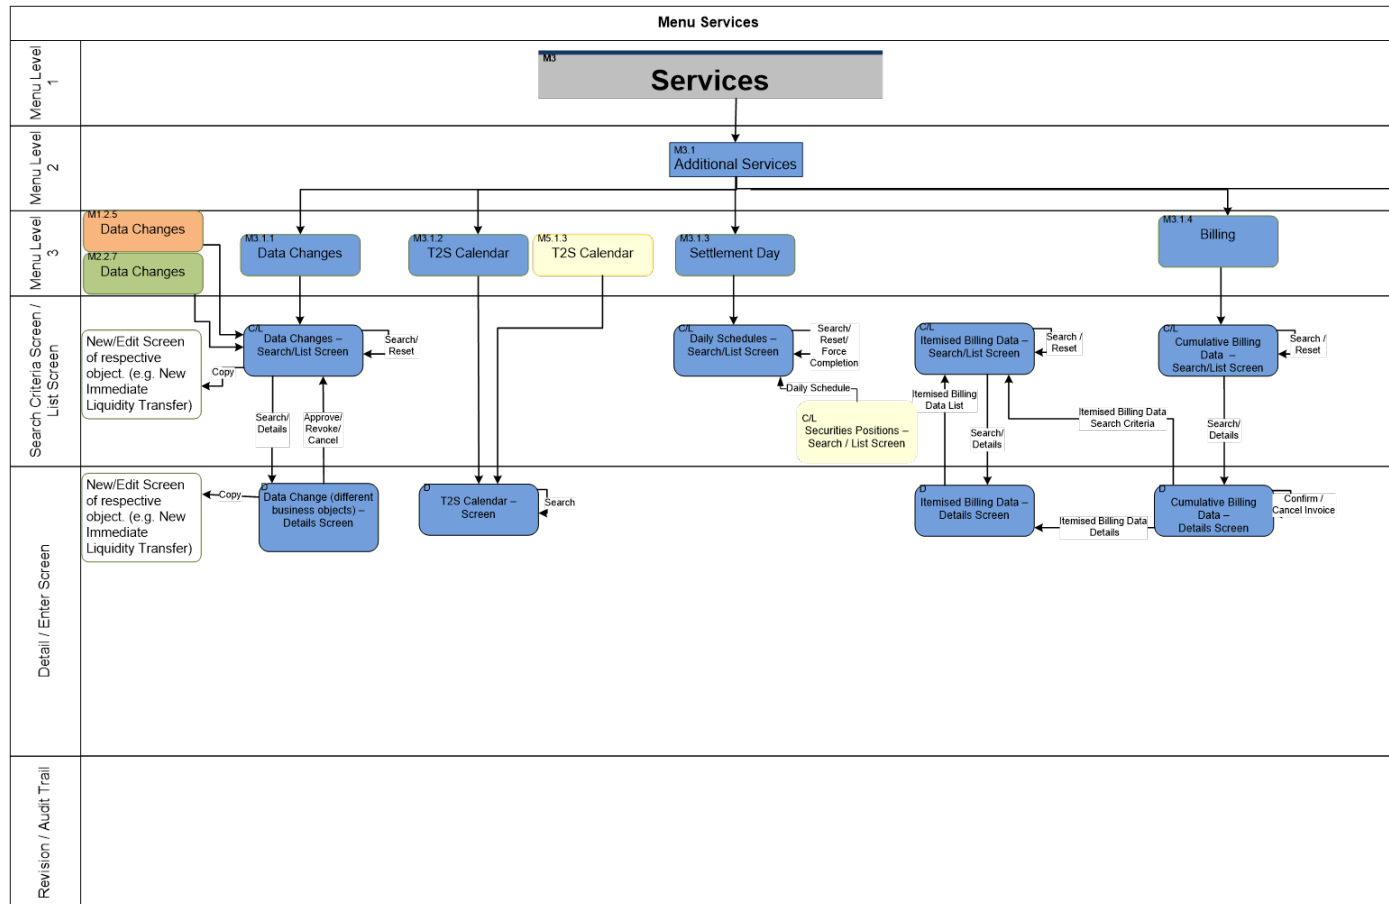 Menu Services
Menu Level
1
M3
Services
Menu Level
2
M3.1
Additional Services
Menu Level
3
M1.2.5
Data Changes
M2.2.7
Data Changes
M3.1.1
Data Changes
M3.1.2
T2S Calendar
M5.1.3
T2S Calendar
M3.1.3
Settlement Day
M3.1.4
Billing
Search Criteria Screen /
List Screen
New/Edit Screen
of respective
object. (e.g. New
Immediate
Liquidity Transfer)
Copy
C/L
Data Changes –
Search/List Screen
Search/
Reset
Search/
Details
Approve/
Revoke/
Cancel
C/L
Daily Schedules –
Search/List Screen
Search/
Reset/
Force
Completion
Daily Schedule
C/L
Securities Positions –
Search / List Screen
C/L
Itemised Billing Data –
Search/List Screen
Search /
Reset
Itemised Billing
Data List
Search/
Details
Itemised Billing Data
Search Criteria
C/L
Cumulative Billing
Data –
Search/List Screen
Search /
Reset
Search/
Details
Detail / Enter Screen
New/Edit Screen
of respective
object. (e.g. New
Immediate
Liquidity Transfer)
Copy
D
Data Change (different
business objects) –
Details Screen
D
T2S Calendar –
Screen
Search
D
Itemised Billing Data –
Details Screen
Itemised Billing Data
Details
D
Cumulative Billing
Data –
Details Screen
Confirm /
Cancel Invoice
Revision / Audit Trail